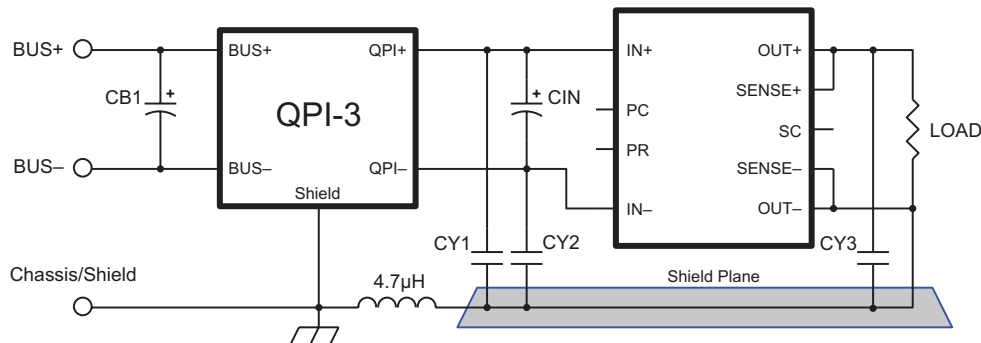 BUS+
BUS+
QPI+
IN+
OUT+
CB1
+
QPI-3
+
CIN
PC
SENSE+
SC
LOAD
PR
BUS–
BUS–
QPI–
SENSE–
Shield
IN–
OUT–
CY1
CY2
CY3
Chassis/Shield
4.7µH
Shield Plane